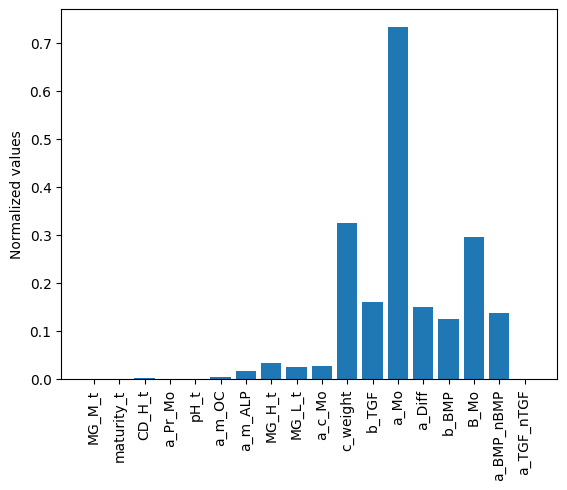 Normalized values
0.7
0.6
0.5
0.4
0.3
0.2
0.1
0.0
MG_M_t
maturity_t
CD_H_t
a_Pr_Mo
pH_t
a_m_OC
a_m_ALP
MG_H_t
MG_L_t
a_c_Mo
c_weight
b_TGF
a_Mo
a_Diff
b_BMP
B_Mo
a_BMP_nBMP
a_TGF_nTGF